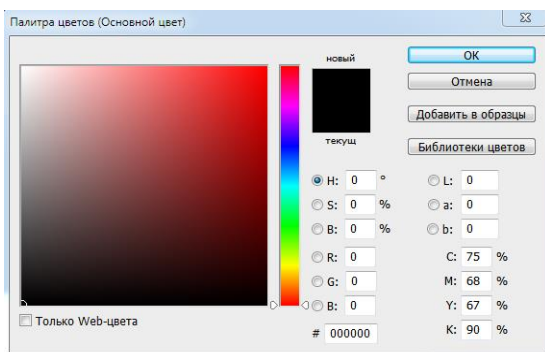 Палитра цветов (Основной цвет)
новый
текущ
ОК
Отмена
Добавить в образцы
Библиотеки цветов
H: 0 °
L: 0
S: 0 %
a: 0
B: 0 %
b: 0
R: 0
C: 75 %
G: 0
M: 68 %
B: 0
Y: 67 %
# 000000
K: 90 %
Только Web-цвета